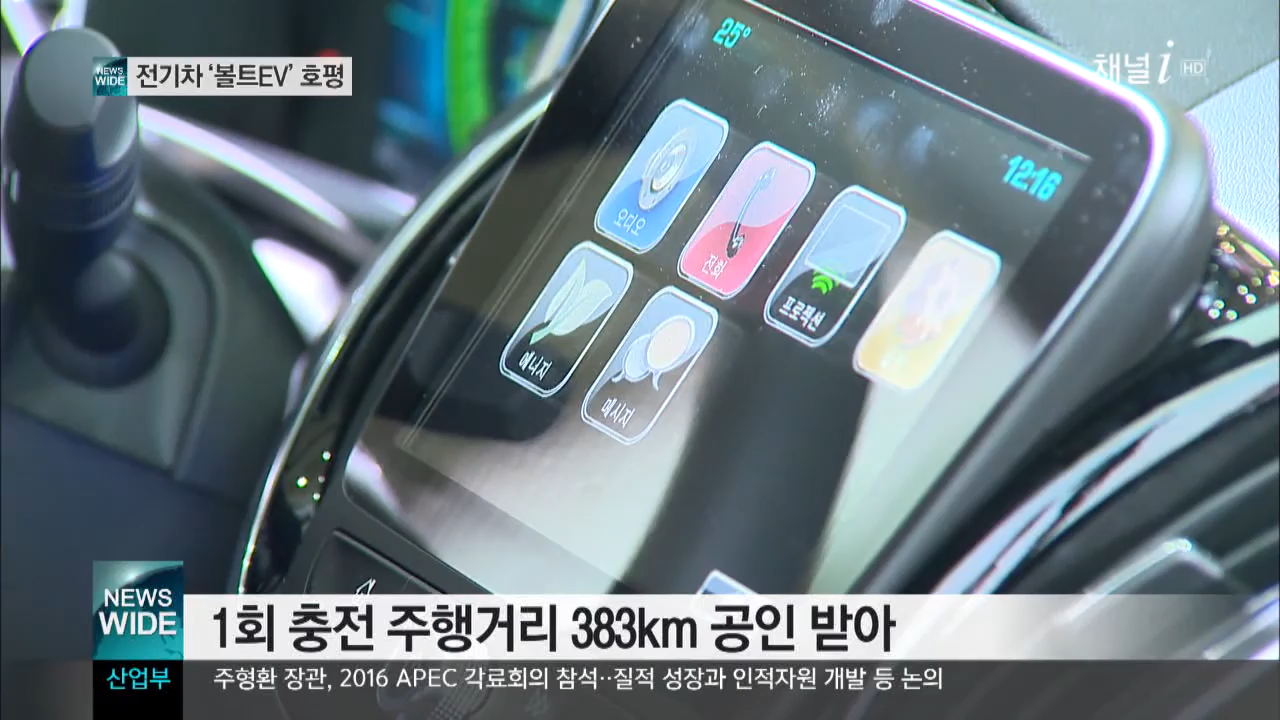 25°
채널i HD
NEWS WIDE
전기차 ‘볼트EV’ 호평
12:16
오디오
전화
프로젝션
에너지
메시지
NEWS
WIDE
1회 충전 주행거리 383km 공인 받아
산업부
주형환 장관, 2016 APEC 각료회의 참석··질적 성장과 인적자원 개발 등 논의